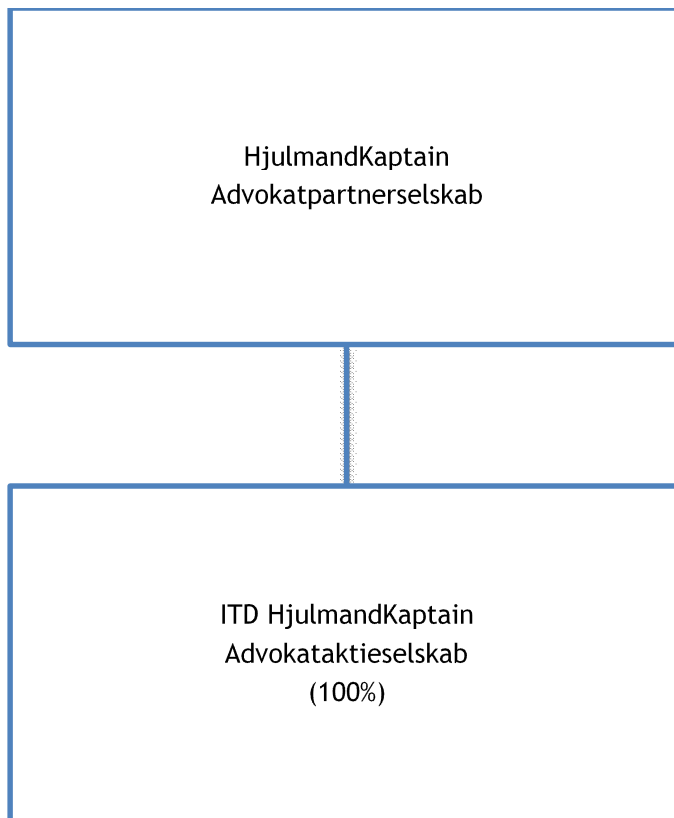 HjulmandKaptain
Advokatpartnerselskab
ITD HjulmandKaptain
Advokataktieselskab
(100%)